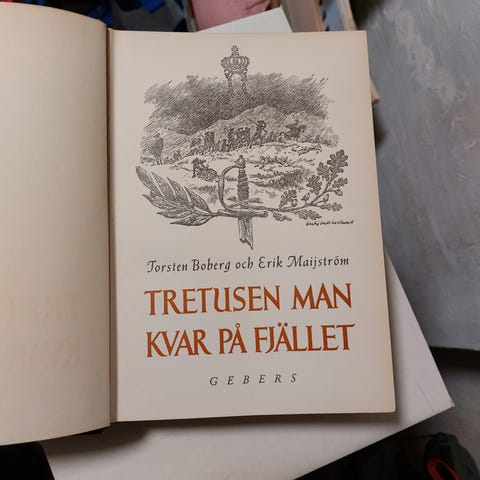 Torsten Boberg och Erik Maijström
TRETUSEN MAN
KVAR PÅ FJÄLLET
GEBERS